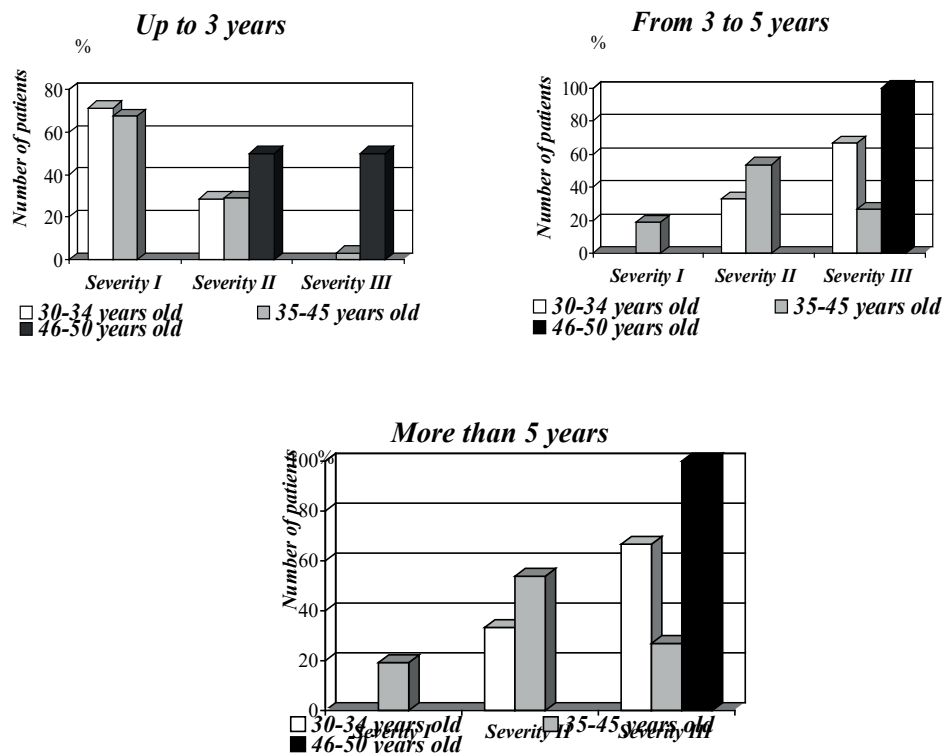 Up to 3 years
%
Number of patients
80
60
40
20
0
Severity I Severity II Severity III
30-34 years old 35-45 years old
46-50 years old
From 3 to 5 years
%
Number of patients
100
80
60
40
20
0
Severity I Severity II Severity III
30-34 years old 35-45 years old
46-50 years old
More than 5 years
%
Number of patients
100
80
60
40
20
0
Severity I Severity II Severity III
30-34 years old 35-45 years old
46-50 years old